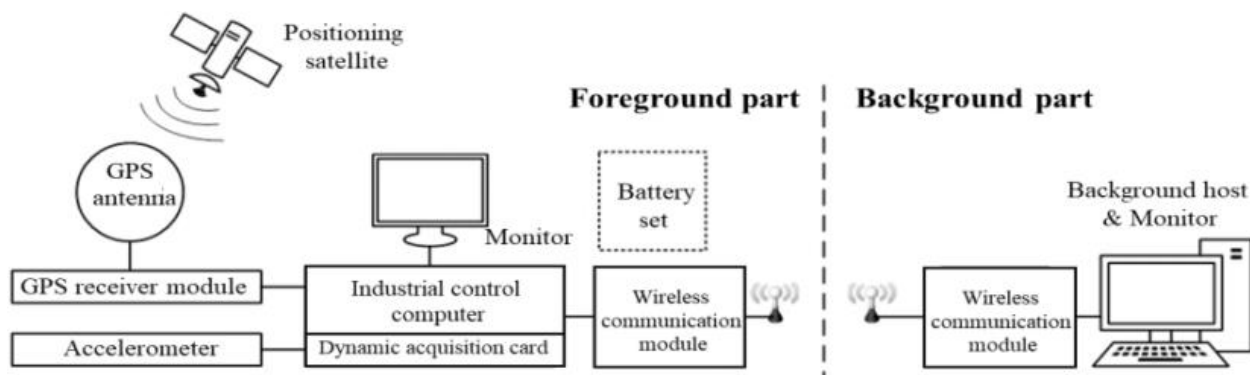 Positioning
satellite
Foreground part
Background part
GPS
antenna
Monitor
Battery
set
Background host
& Monitor
GPS receiver module
Industrial control
computer
Wireless
communication
module
Wireless
communication
module
Accelerometer
Dynamic acquisition card